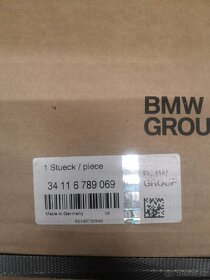 BMW
GROU
1 Stueck / piece
34 11 6 789 069
Made in Germany
BMW
GROUP